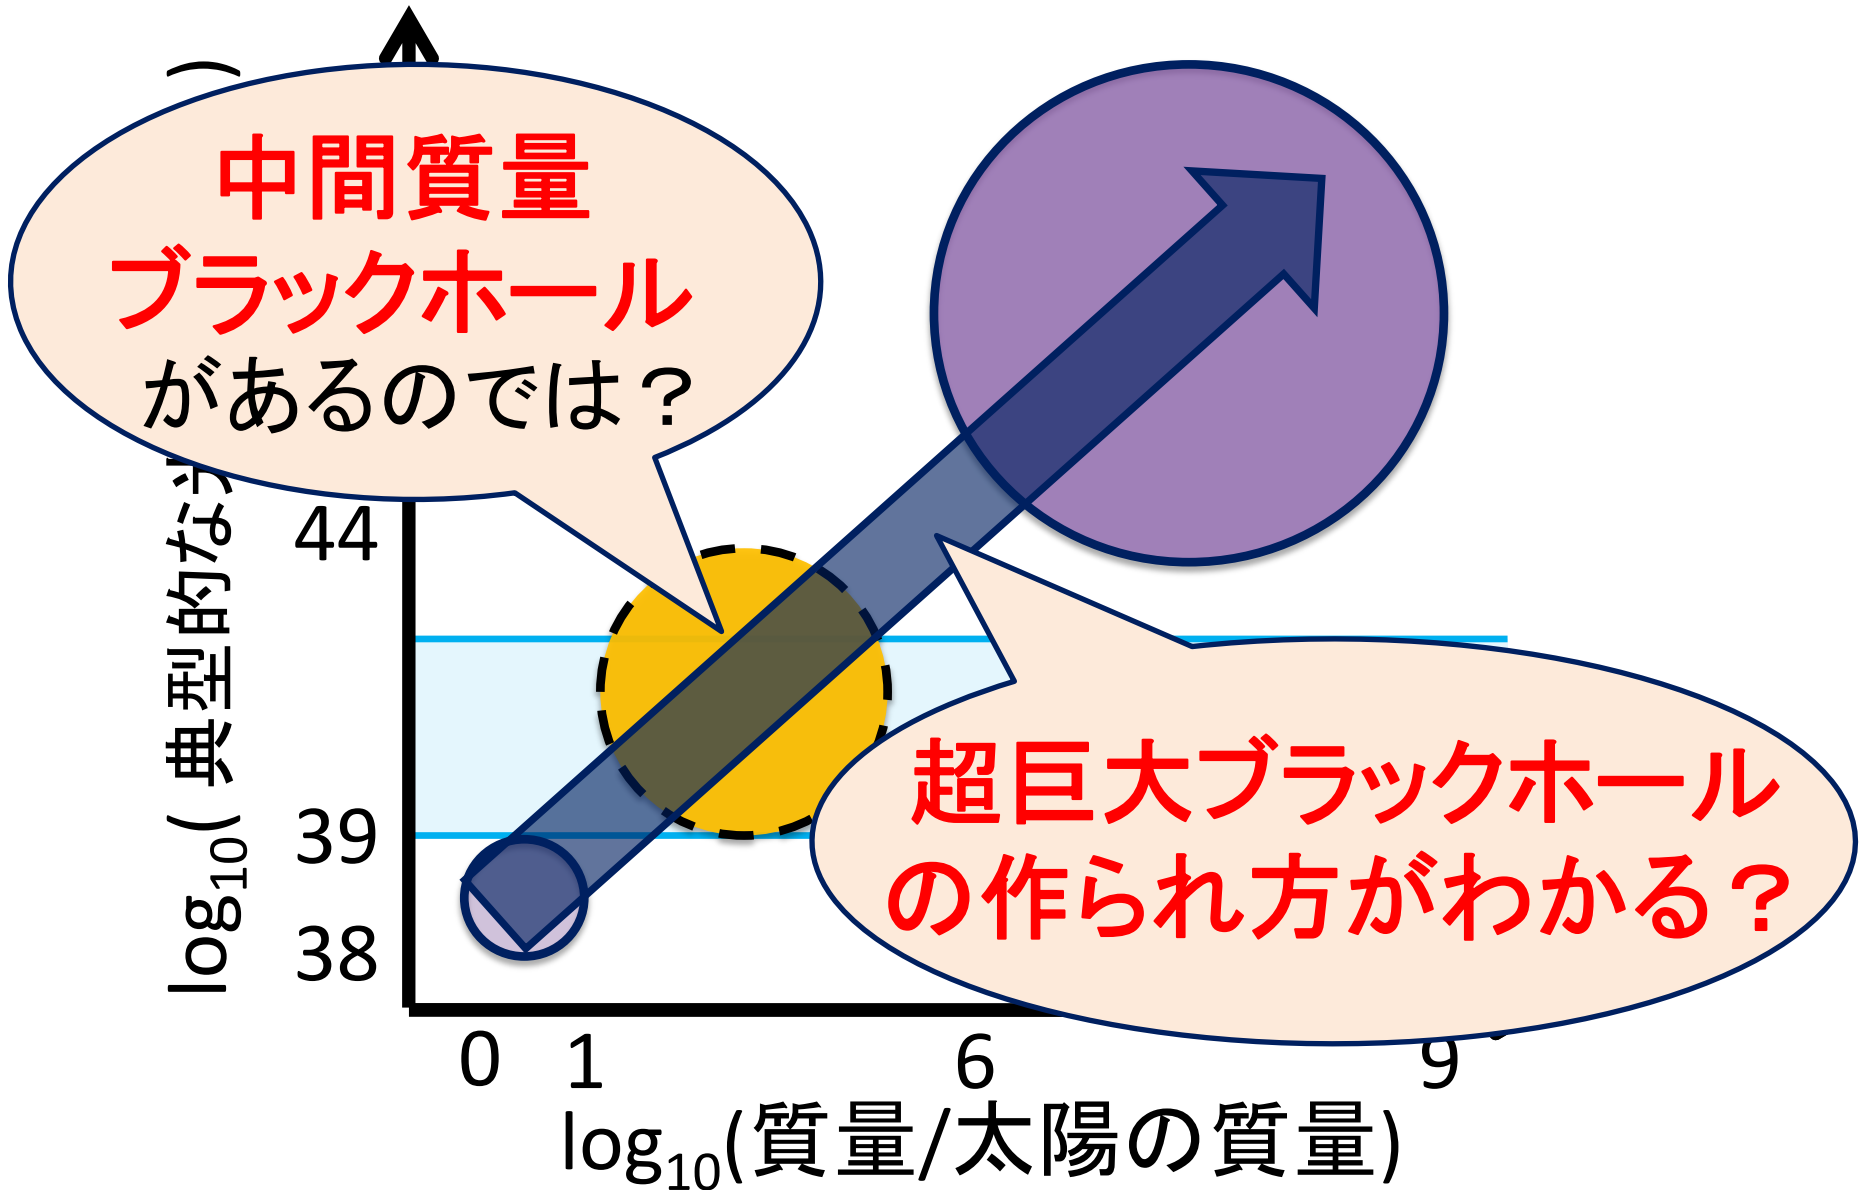 中間質量
ブラックホール
があるのでは？
超巨大ブラックホール
の作られ方がわかる？
log10( 典型的な
)
44
39
38
0 1 6 9
log10(質量/太陽の質量)